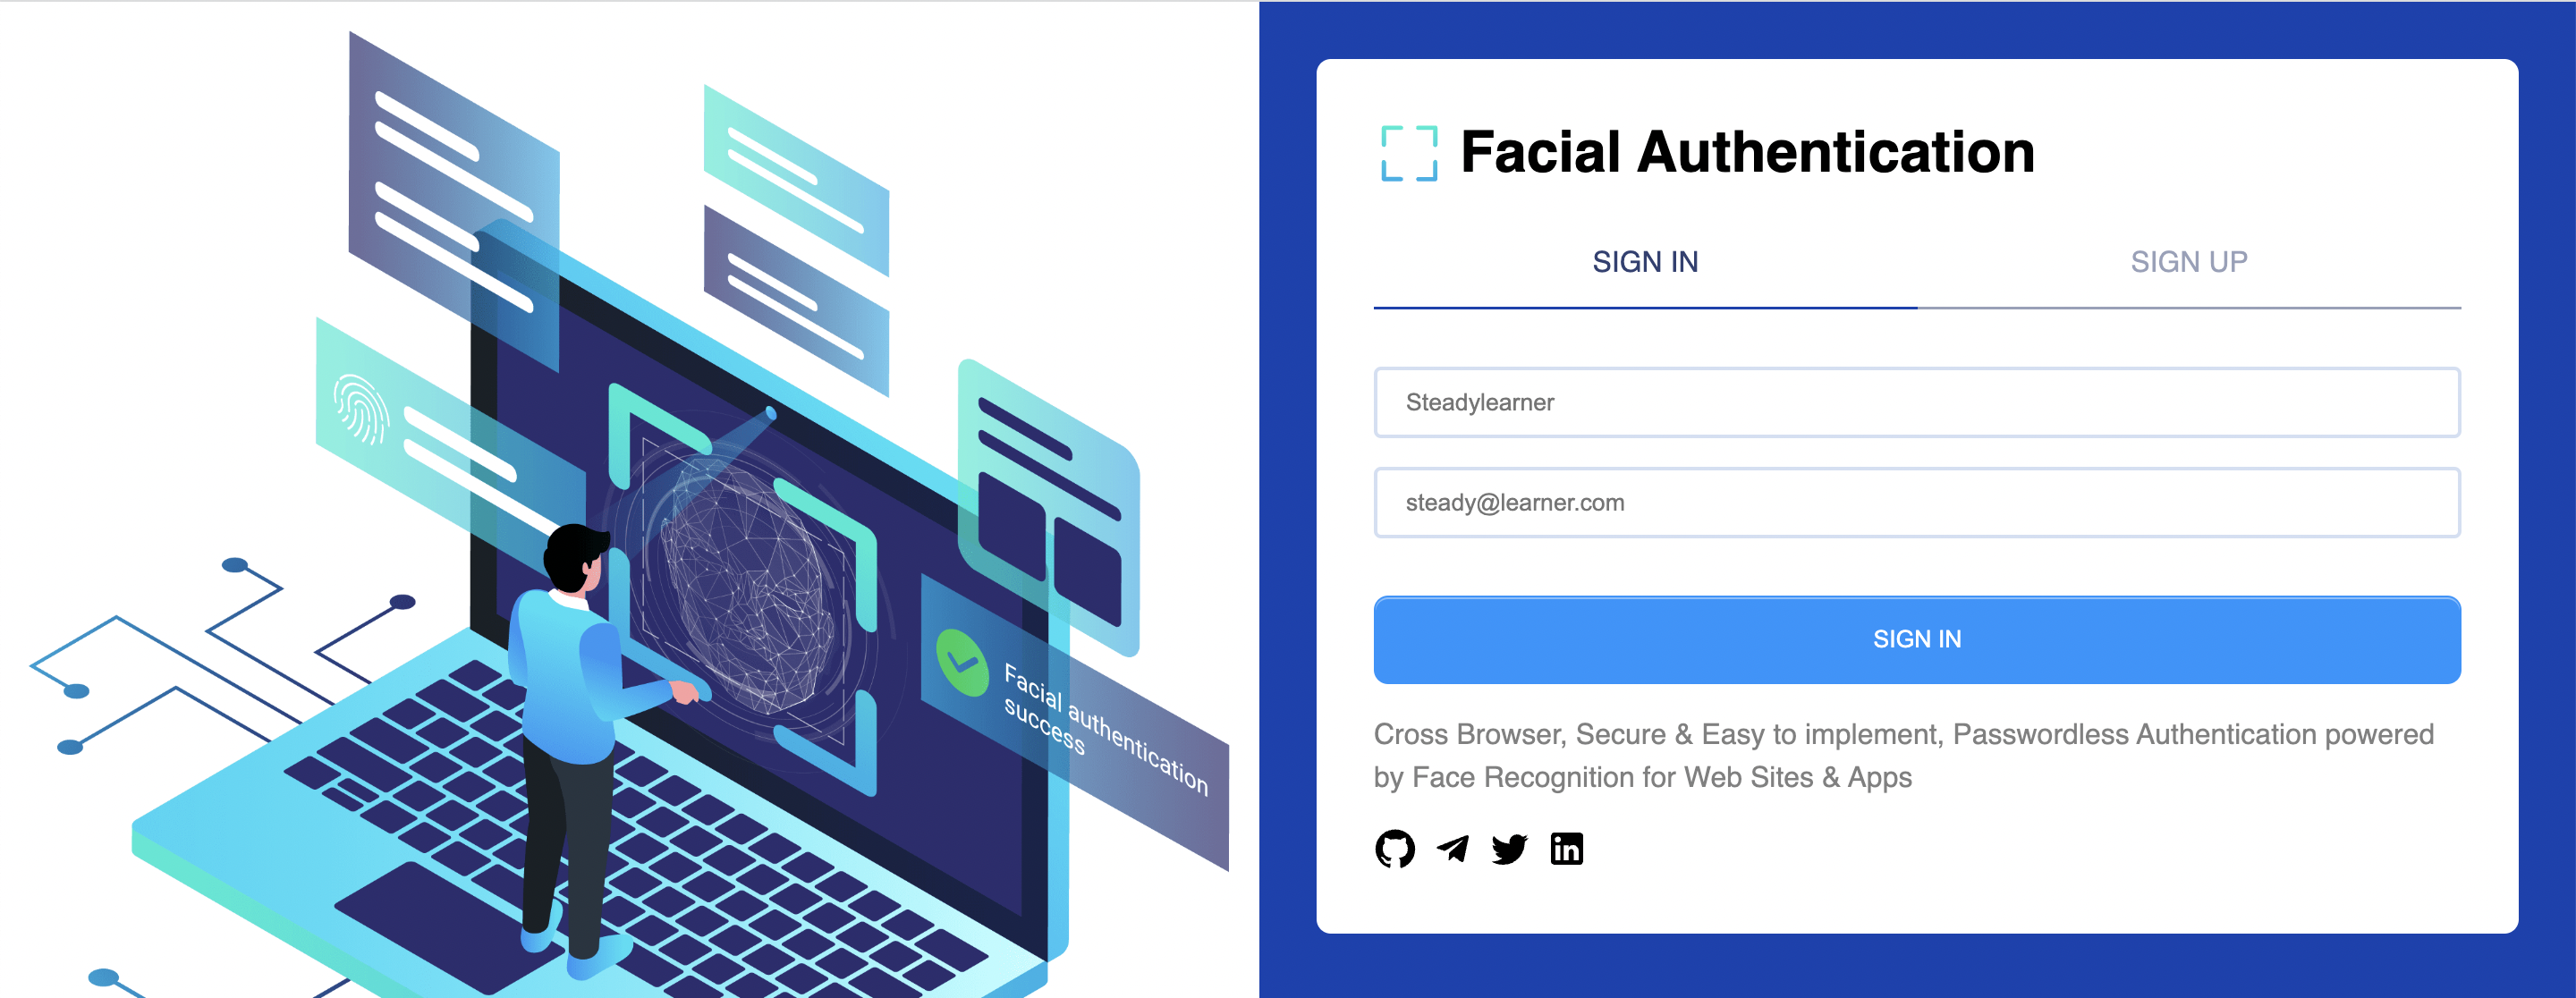 Facial authentication
success
Facial Authentication
SIGN IN
SIGN UP
Steadylearner
steady@learner.com
SIGN IN
Cross Browser, Secure & Easy to implement, Passwordless Authentication powered
by Face Recognition for Web Sites & Apps
in